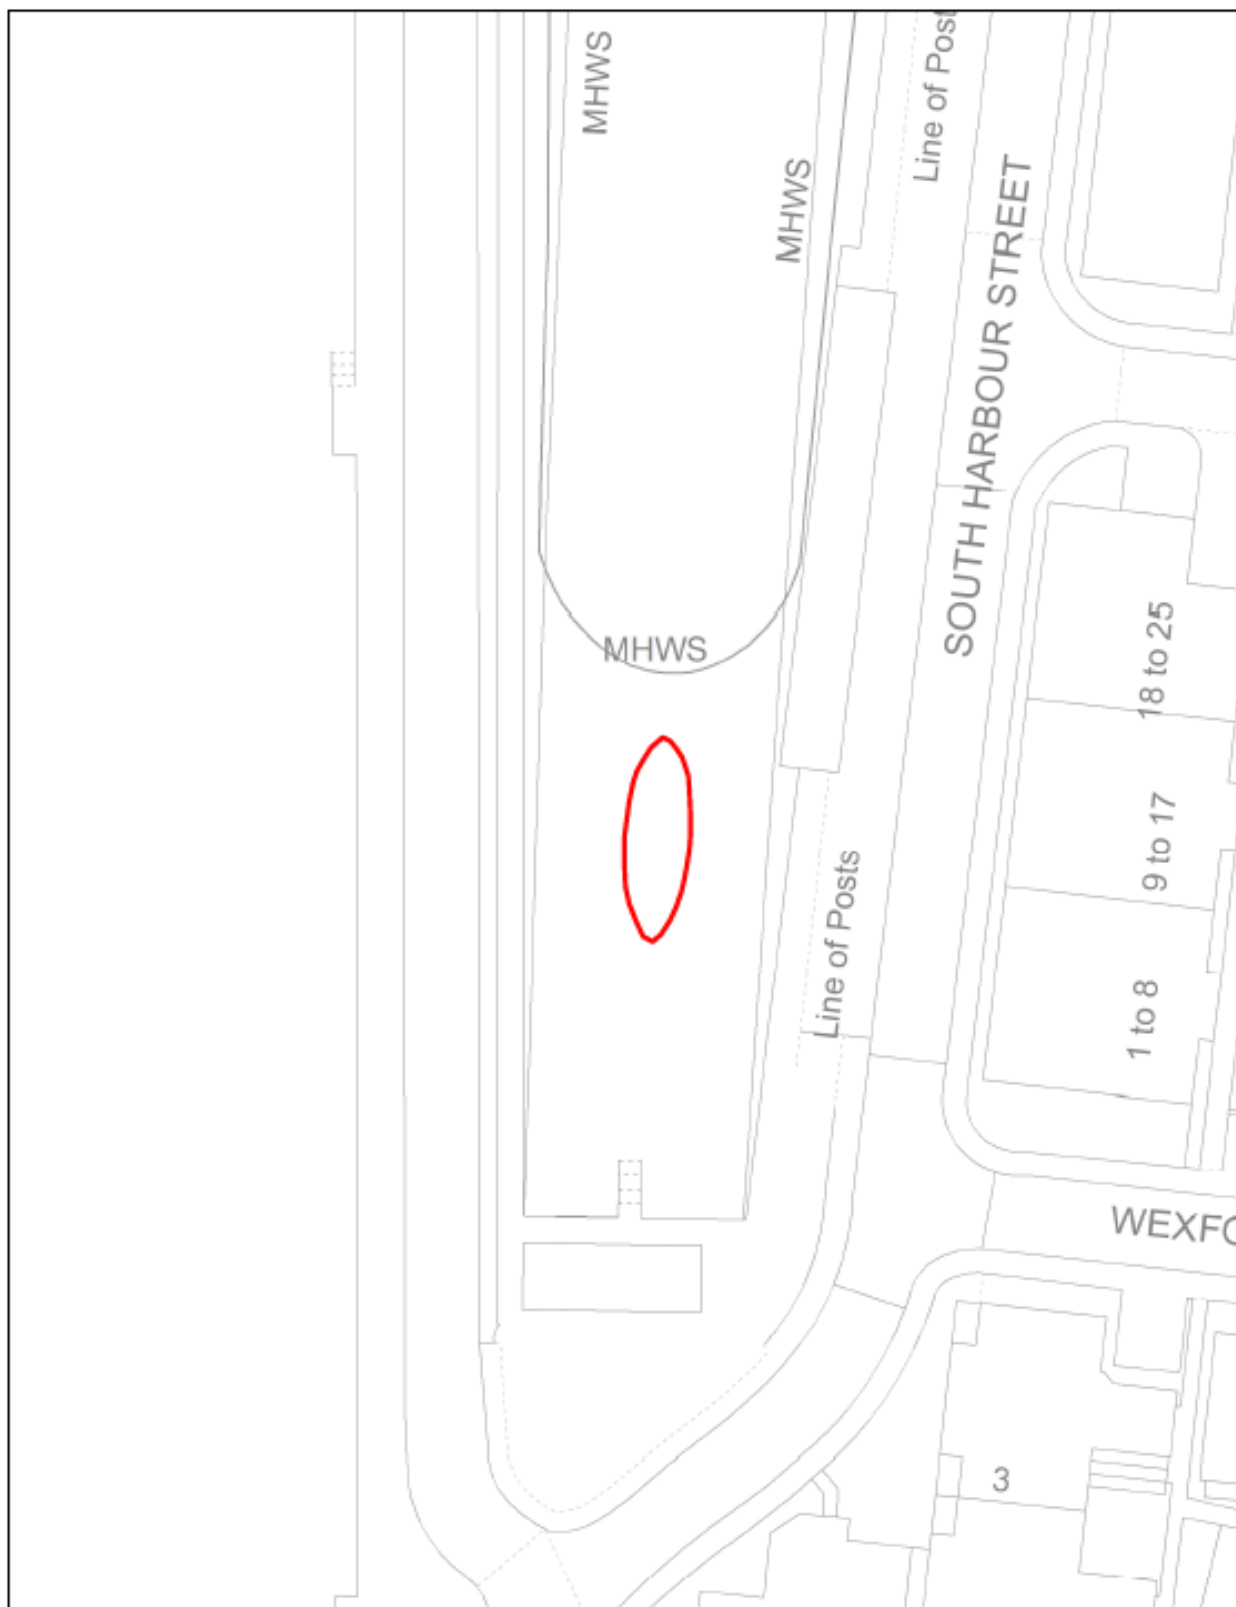 MHWS
Line of Post
MHWS
SOUTH HARBOUR STREET
MHWS
18 to 25
9 to 17
Line of Posts
1 to 8
WEXFO
3